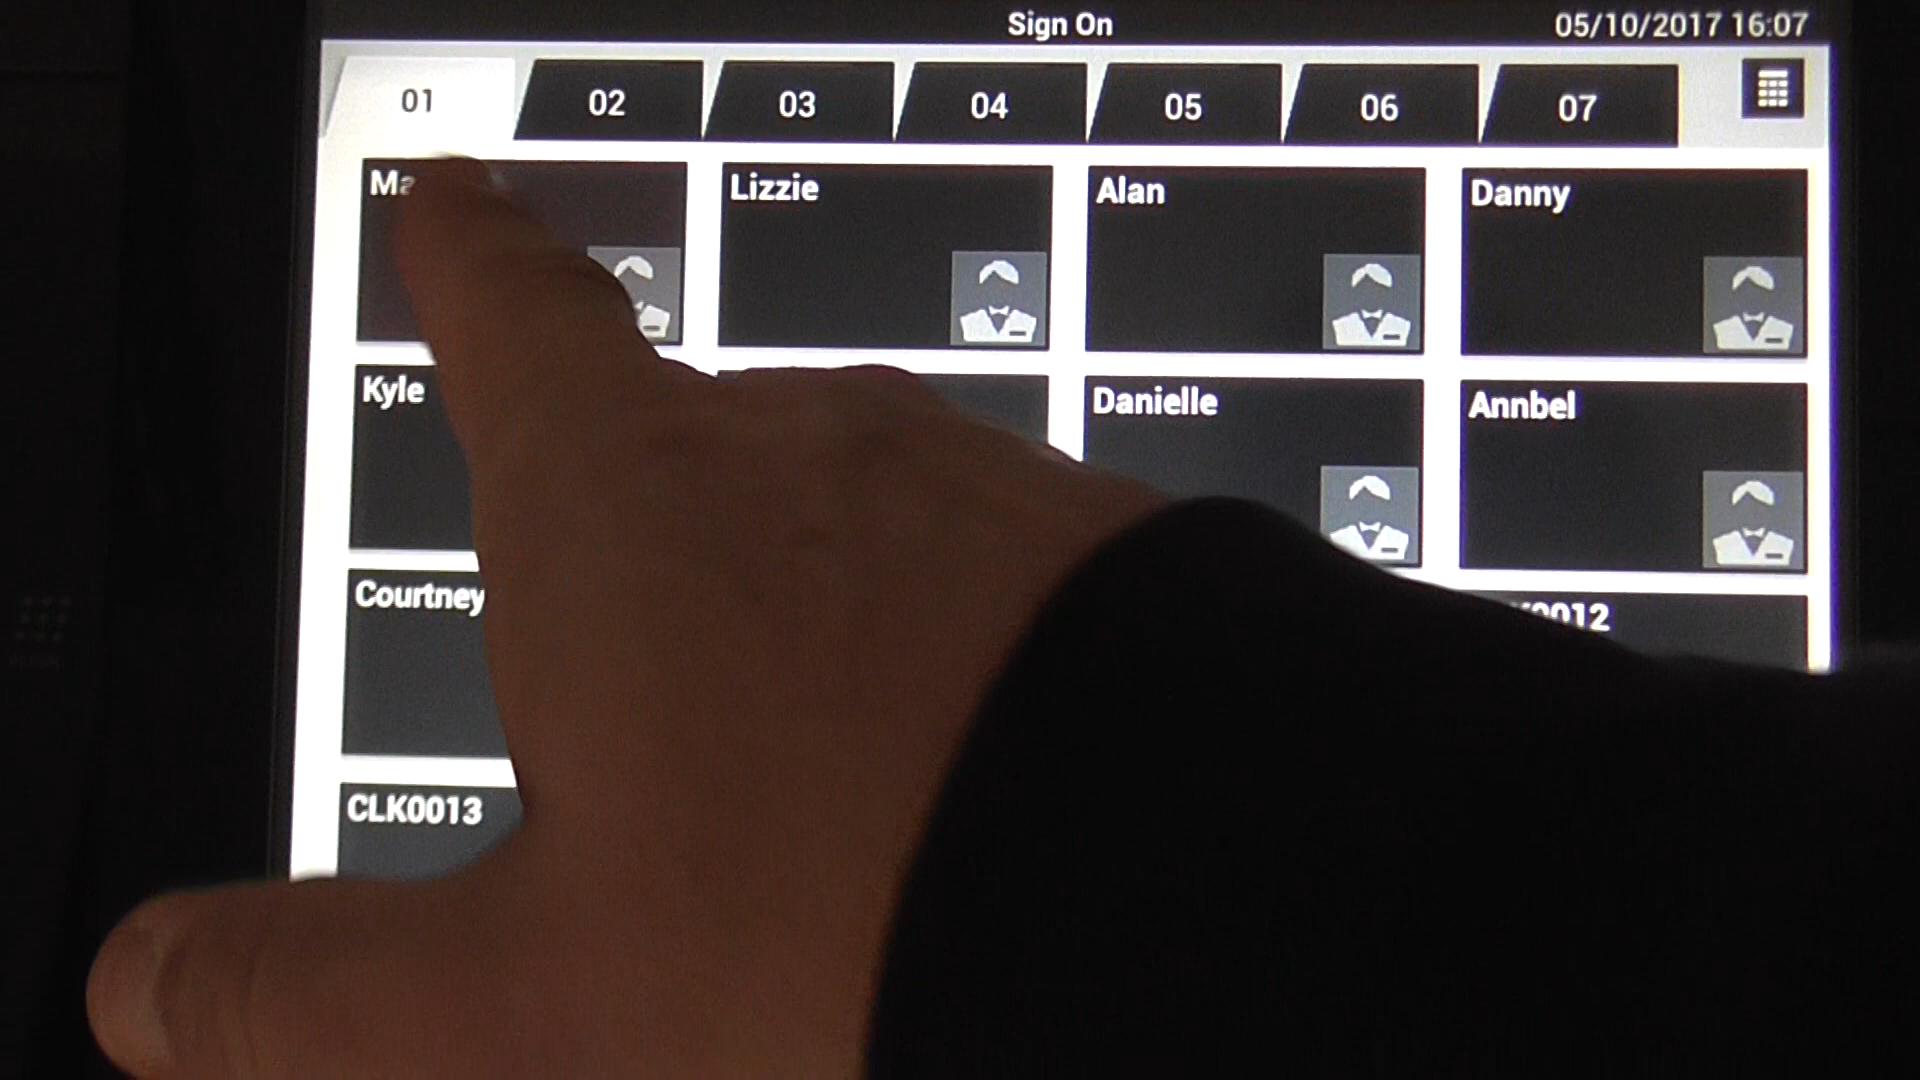 Sign On
05/10/2017 16:07
01 02 03 04 05 06 07
Lizzie Alan Danny
Kyle Danielle Annbel
Courtney
CLK0013